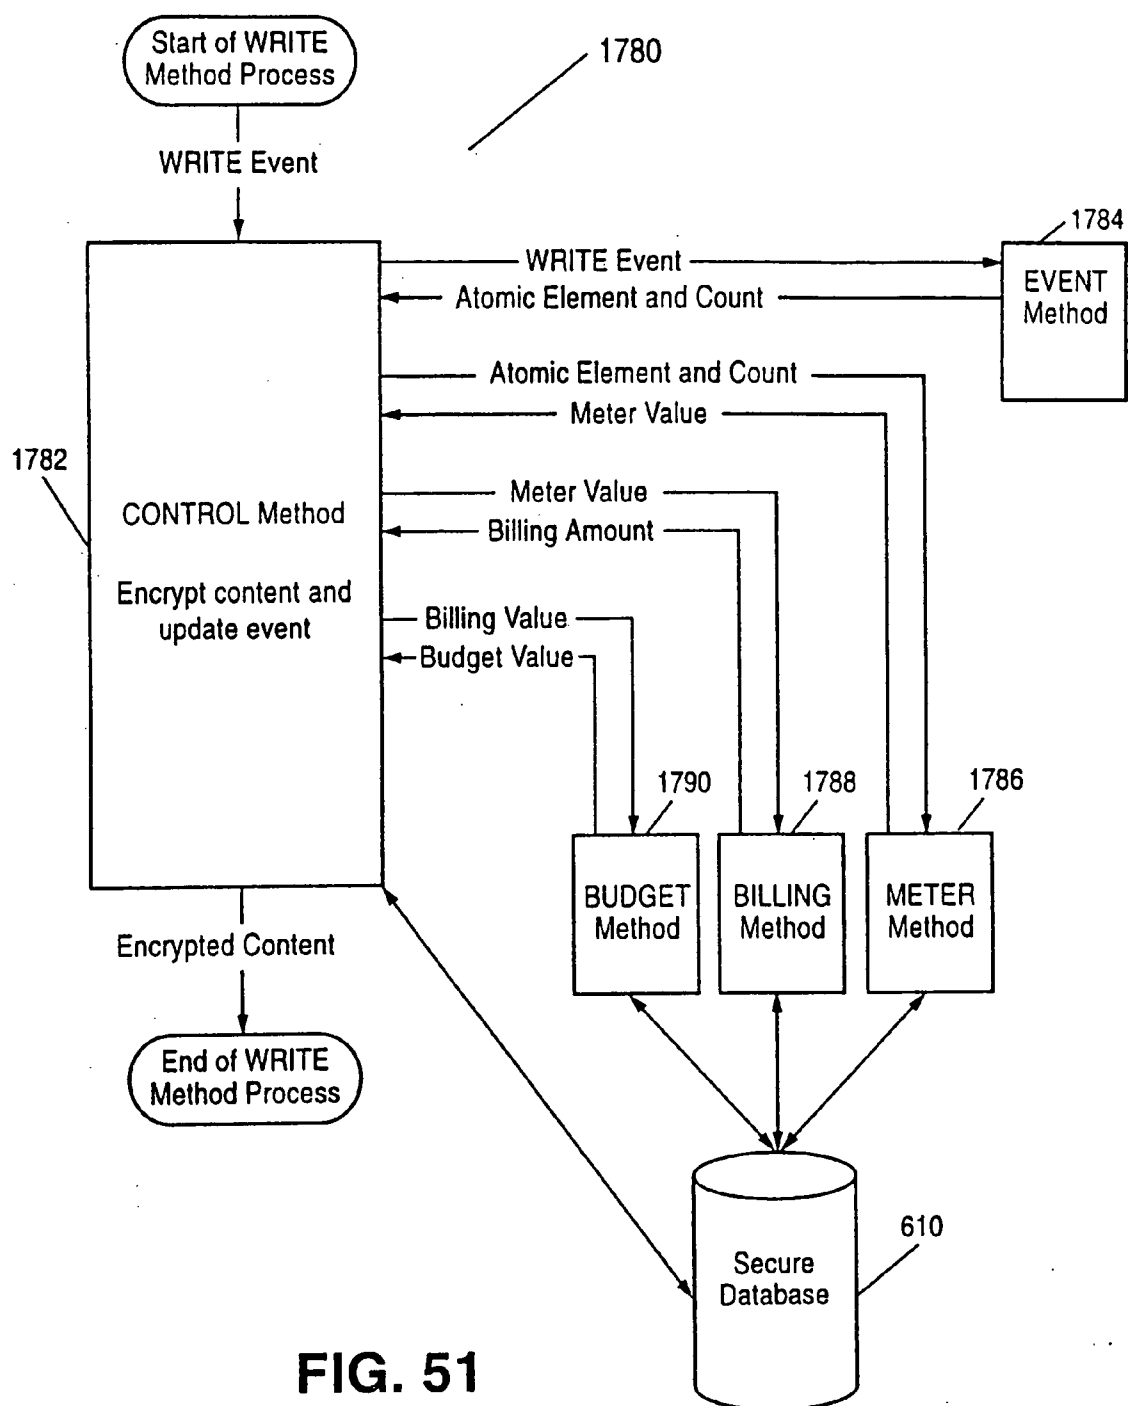 Start of WRITE
Method Process
1780
WRITE Event
1784
WRITE Event
EVENT
Method
Atomic Element and Count
Atomic Element and Count
Meter Value
1782
CONTROL Method
Encrypt content and
update event
Meter Value
Billing Amount
Billing Value
Budget Value
1790
1788
1786
BUDGET
Method
BILLING
Method
METER
Method
Encrypted Content
End of WRITE
Method Process
610
Secure
Database
FIG. 51